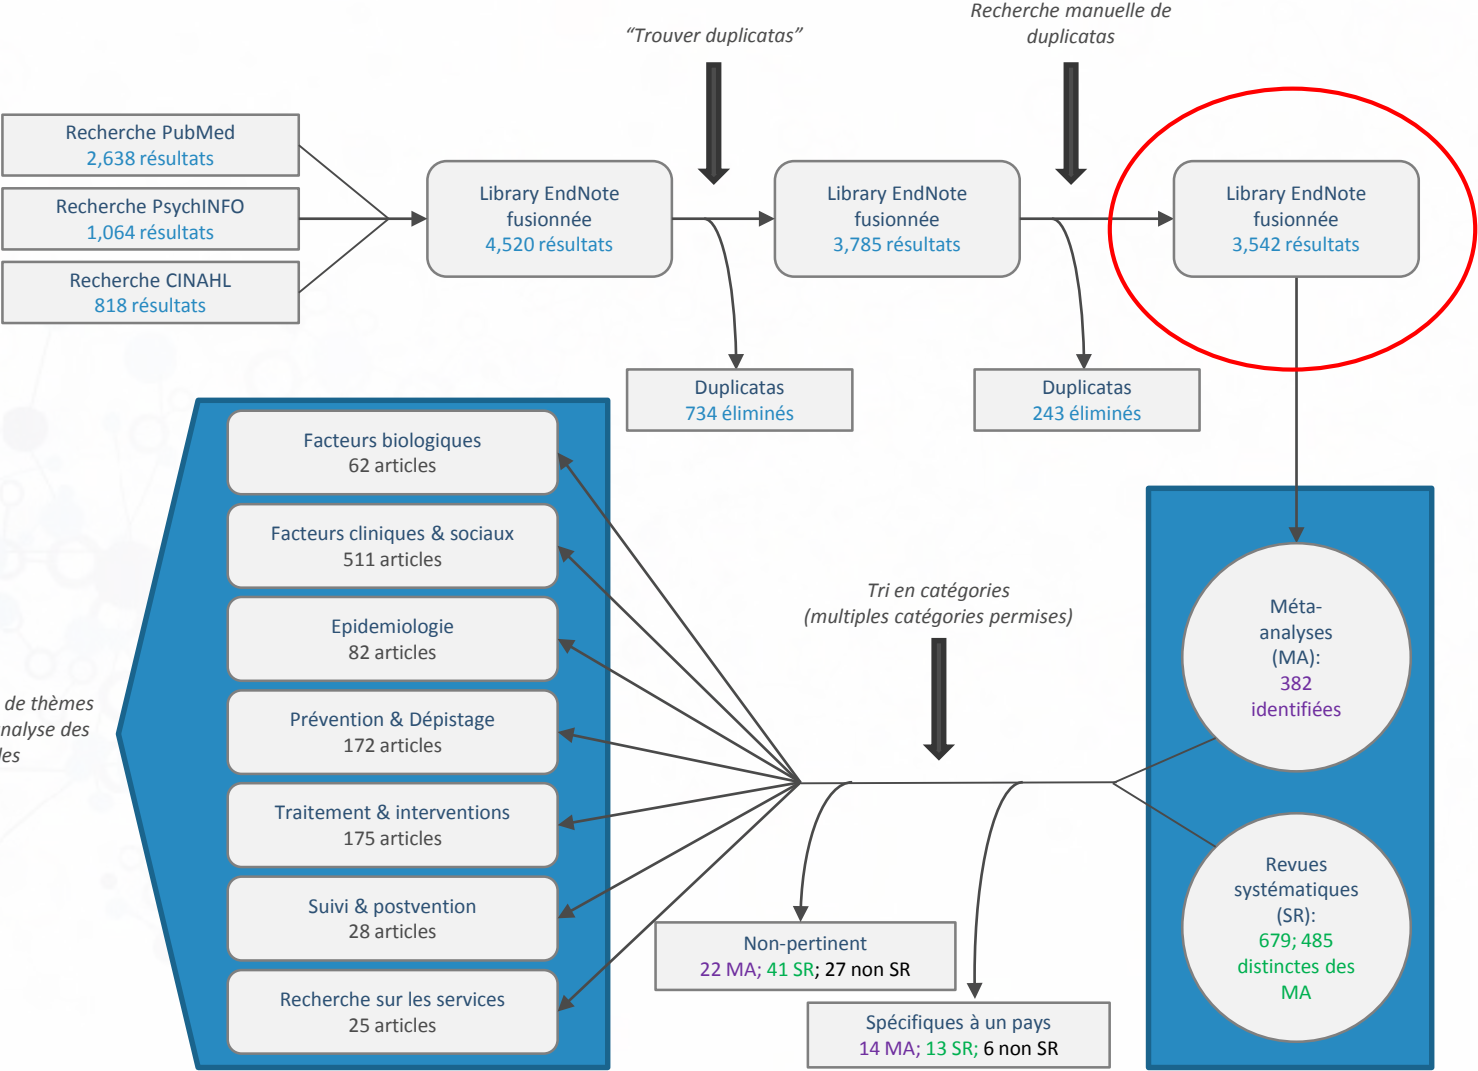 “Trouver duplicatas”
Recherche manuelle de
duplicatas
Recherche PubMed
2,638 résultats
Recherche PsychINFO
1,064 résultats
Recherche CINAHL
818 résultats
Library EndNote
fusionnée
4,520 résultats
Library EndNote
fusionnée
3,785 résultats
Library EndNote
fusionnée
3,542 résultats
Duplicatas
734 éliminés
Duplicatas
243 éliminés
Facteurs biologiques
62 articles
Facteurs cliniques & sociaux
511 articles
Epidemiologie
82 articles
Prévention & Dépistage
172 articles
Traitement & interventions
175 articles
Suivi & postvention
28 articles
Recherche sur les services
25 articles
de thèmes
nalyse des
les
Tri en catégories
(multiples catégories permises)
Méta-
analyses
(MA):
382
identifiées
Revues
systématiques
(SR):
679; 485
distinctes des
MA
Non-pertinent
22 MA; 41 SR; 27 non SR
Spécifiques à un pays
14 MA; 13 SR; 6 non SR